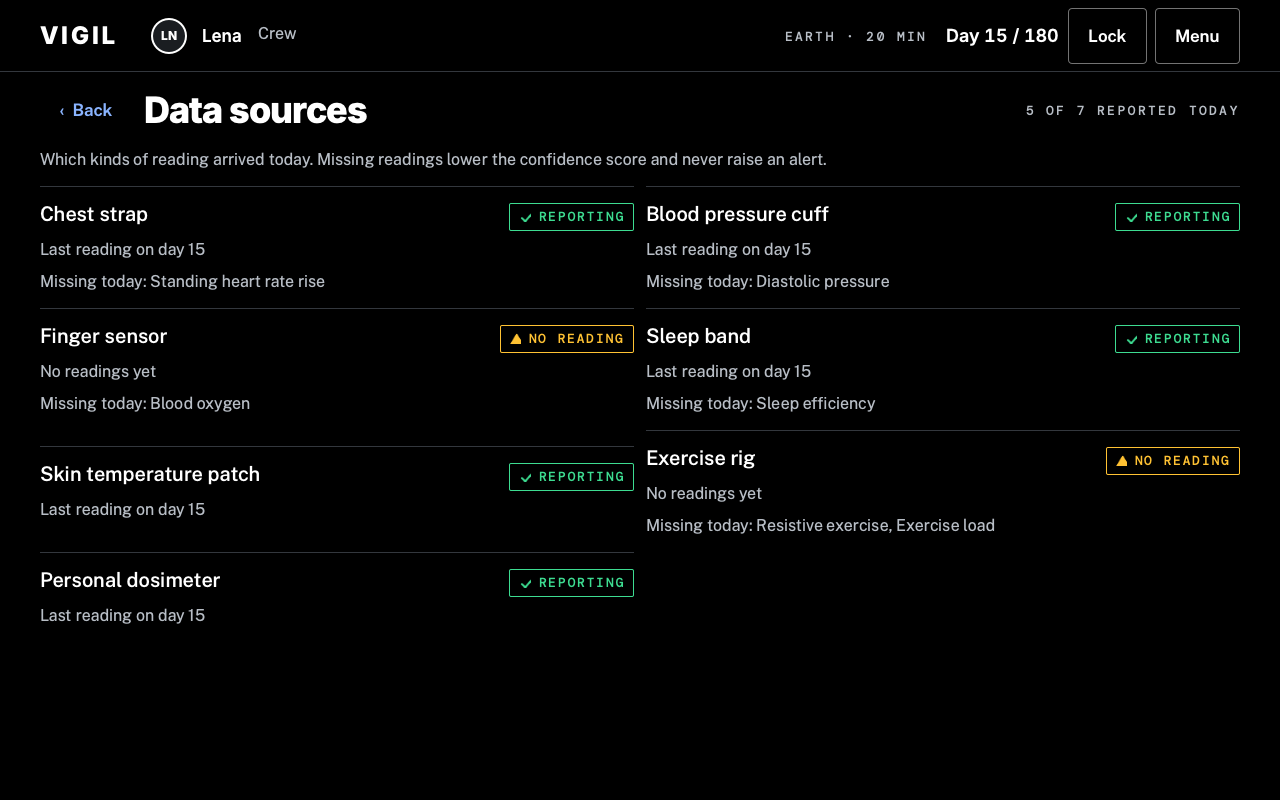 VIGIL
LN
Lena
Crew
EARTH · 20 MIN
Day 15 / 180
Lock
Menu
‹ Back
Data sources
5 OF 7 REPORTED TODAY
Which kinds of reading arrived today. Missing readings lower the confidence score and never raise an alert.
Chest strap
REPORTING
Last reading on day 15
Missing today: Standing heart rate rise
Finger sensor
NO READING
No readings yet
Missing today: Blood oxygen
Skin temperature patch
REPORTING
Last reading on day 15
Personal dosimeter
REPORTING
Last reading on day 15
Blood pressure cuff
REPORTING
Last reading on day 15
Missing today: Diastolic pressure
Sleep band
REPORTING
Last reading on day 15
Missing today: Sleep efficiency
Exercise rig
NO READING
No readings yet
Missing today: Resistive exercise, Exercise load